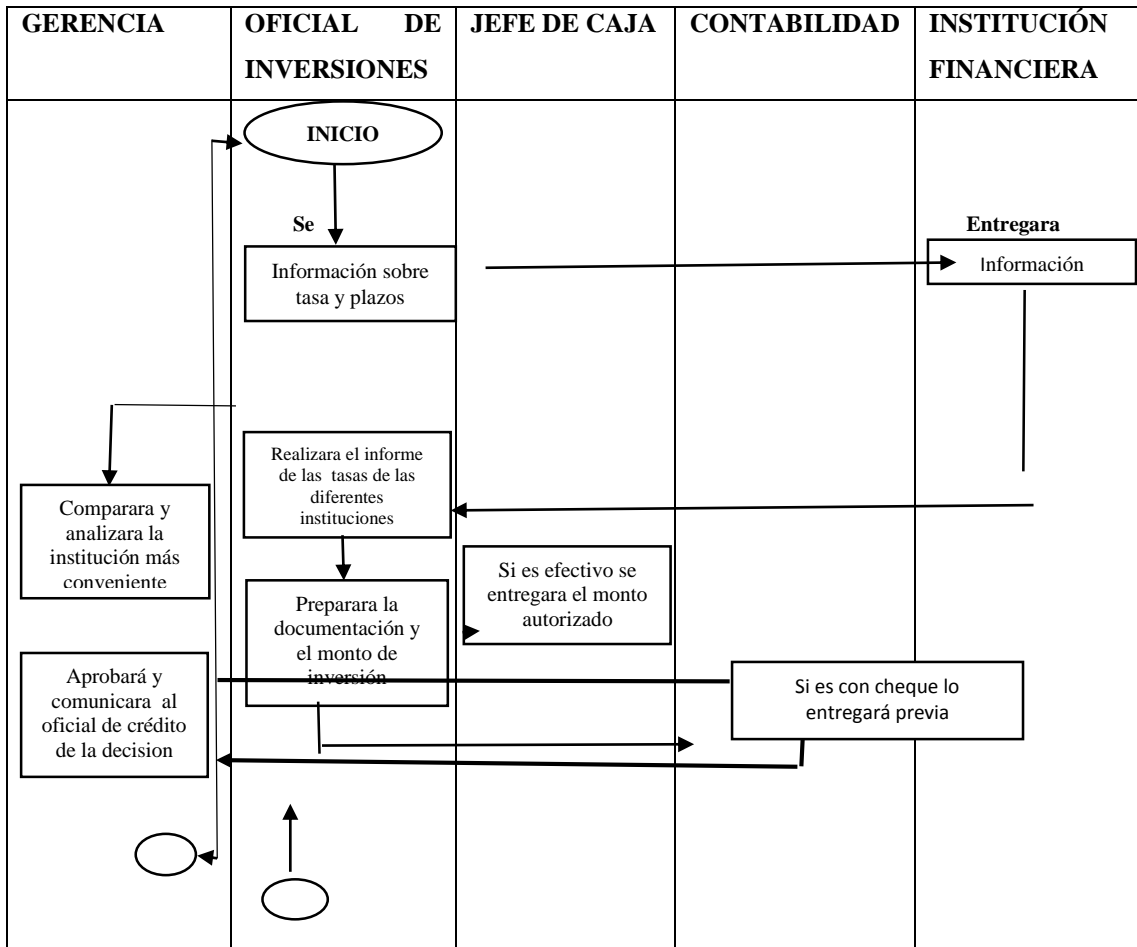 GERENCIA
OFICIAL DE
INVERSIONES
JEFE DE CAJA
CONTABILIDAD
INSTITUCIÓN
FINANCIERA
INICIO
Se
Información sobre
tasa y plazos
Entregara
Información
Realizara el informe
de las tasas de las
diferentes
instituciones
Comparara y
analizara la
institución más
conveniente
Si es efectivo se
entregara el monto
autorizado
Preparara la
documentación y
el monto de
inversión
Aprobará y
comunicara al
oficial de crédito
de la decision
Si es con cheque lo
entregará previa